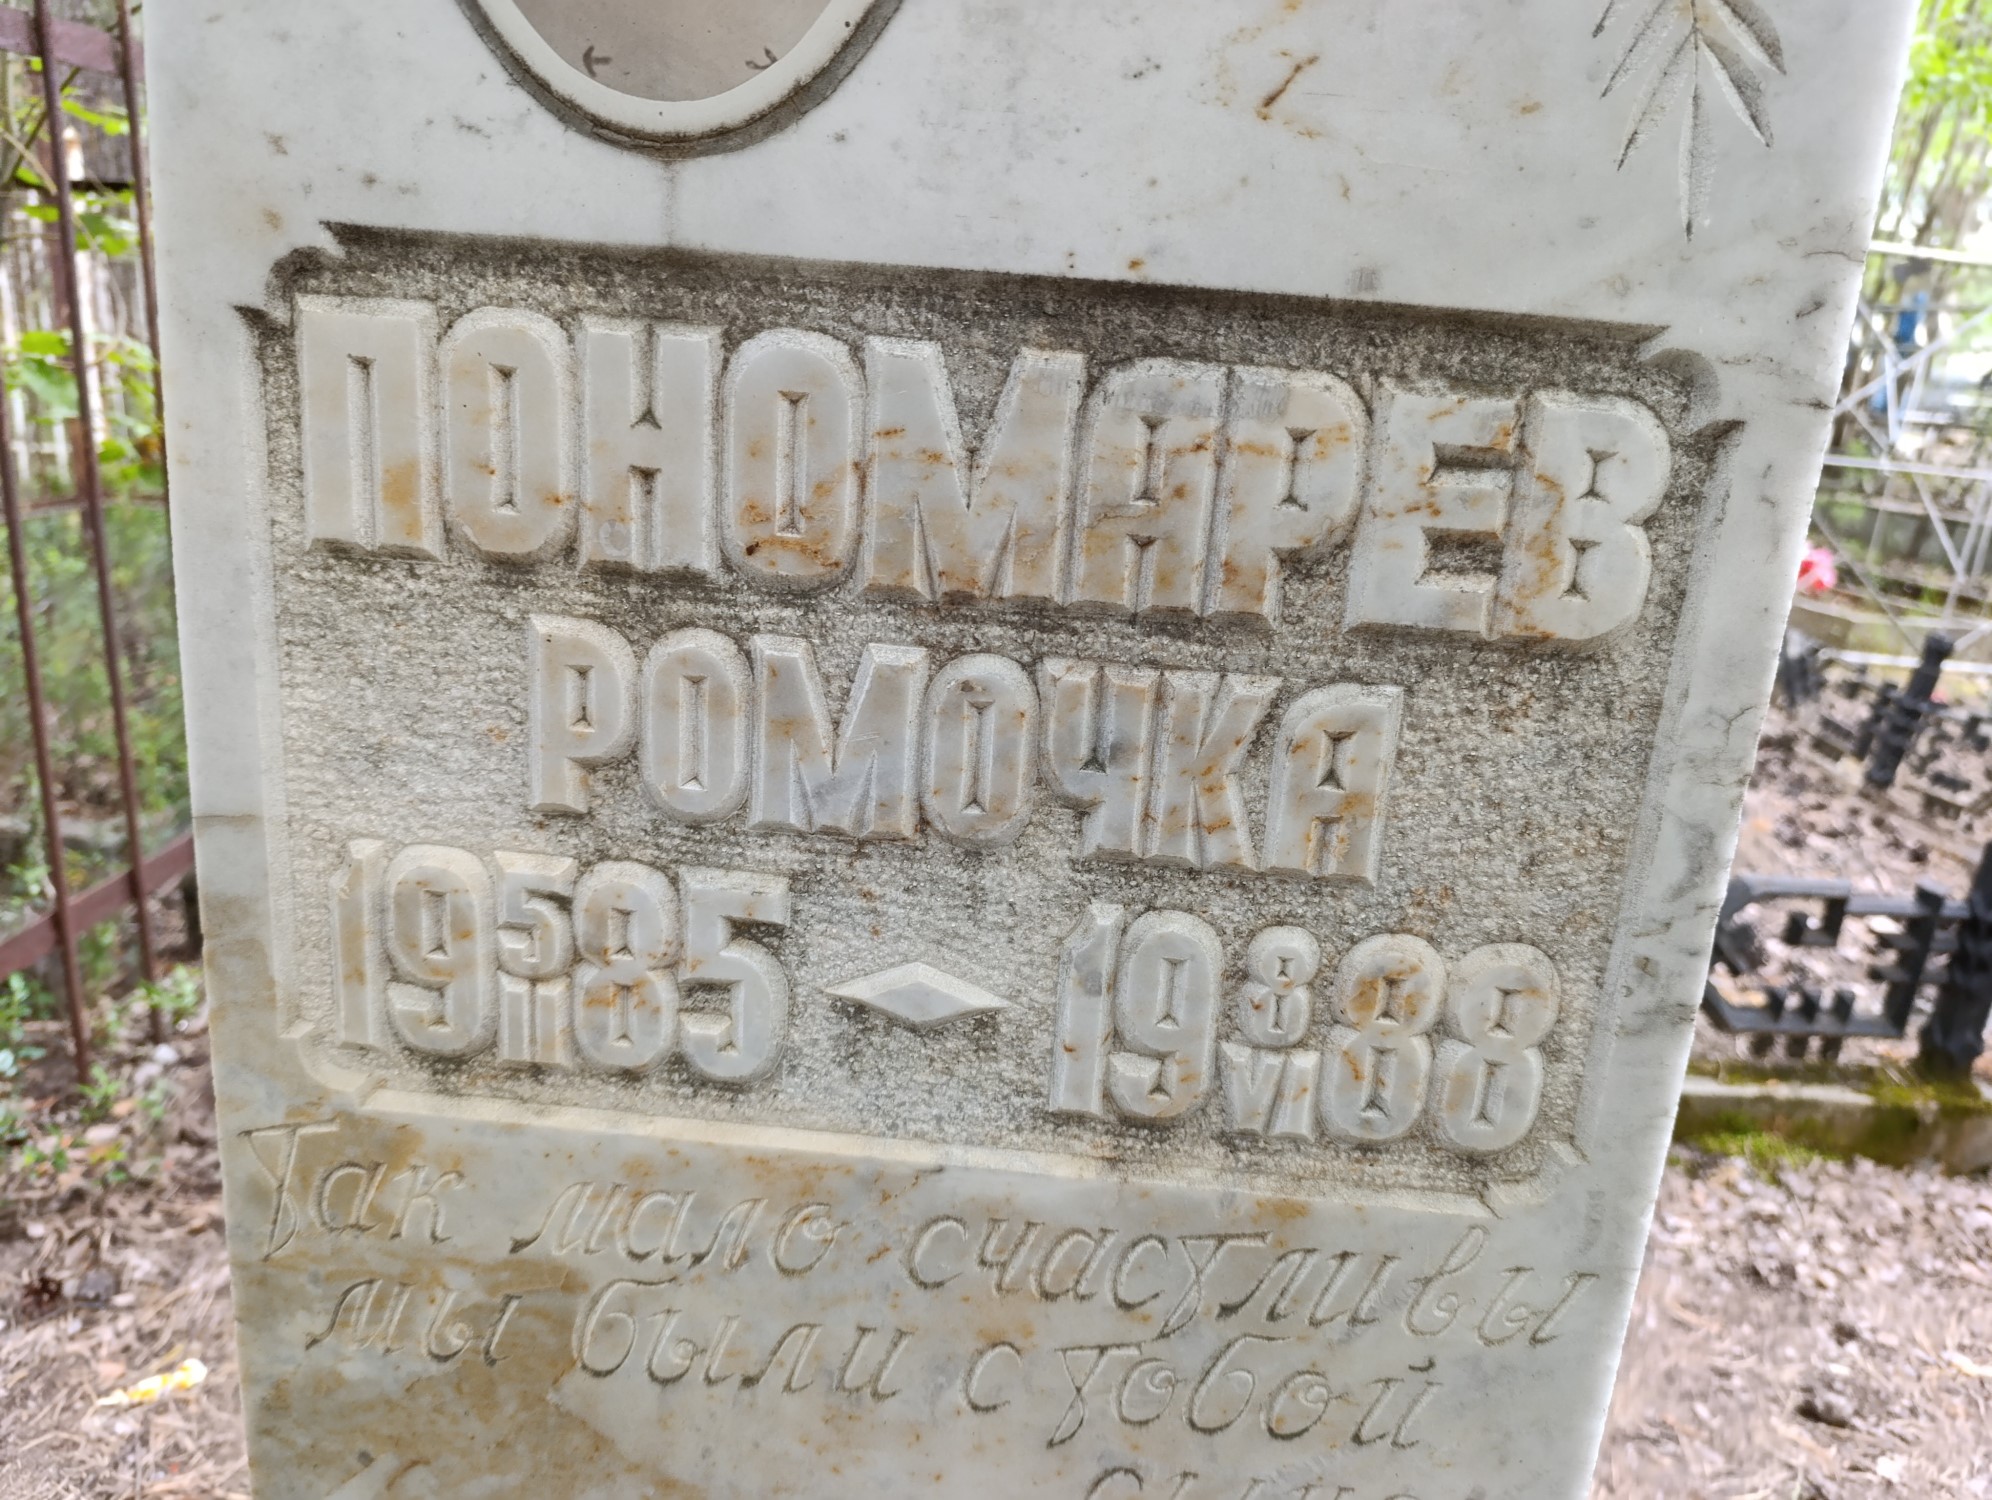 ПОНОМАРЕВ
РОМОЧКА
19 5/II 85 – 19 8/VI 88
Так мало счастливы
мы были с тобой